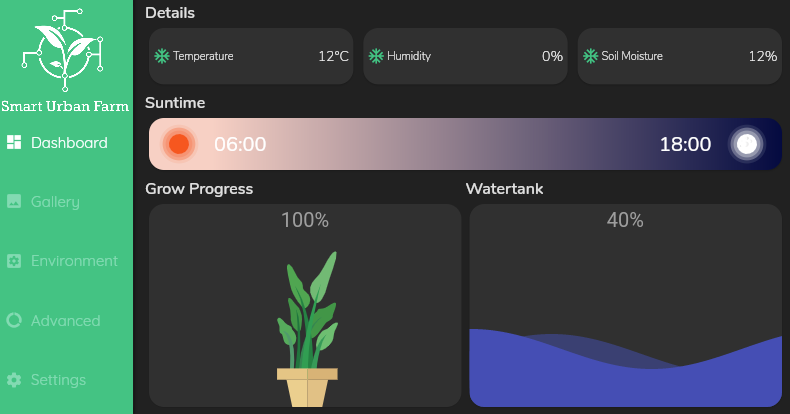 Smart Urban Farm
Dashboard
Gallery
Environment
Advanced
Settings
Details
Temperature 12°C
Humidity 0%
Soil Moisture 12%
Suntime
06:00 18:00
Grow Progress
100%
Watertank
40%